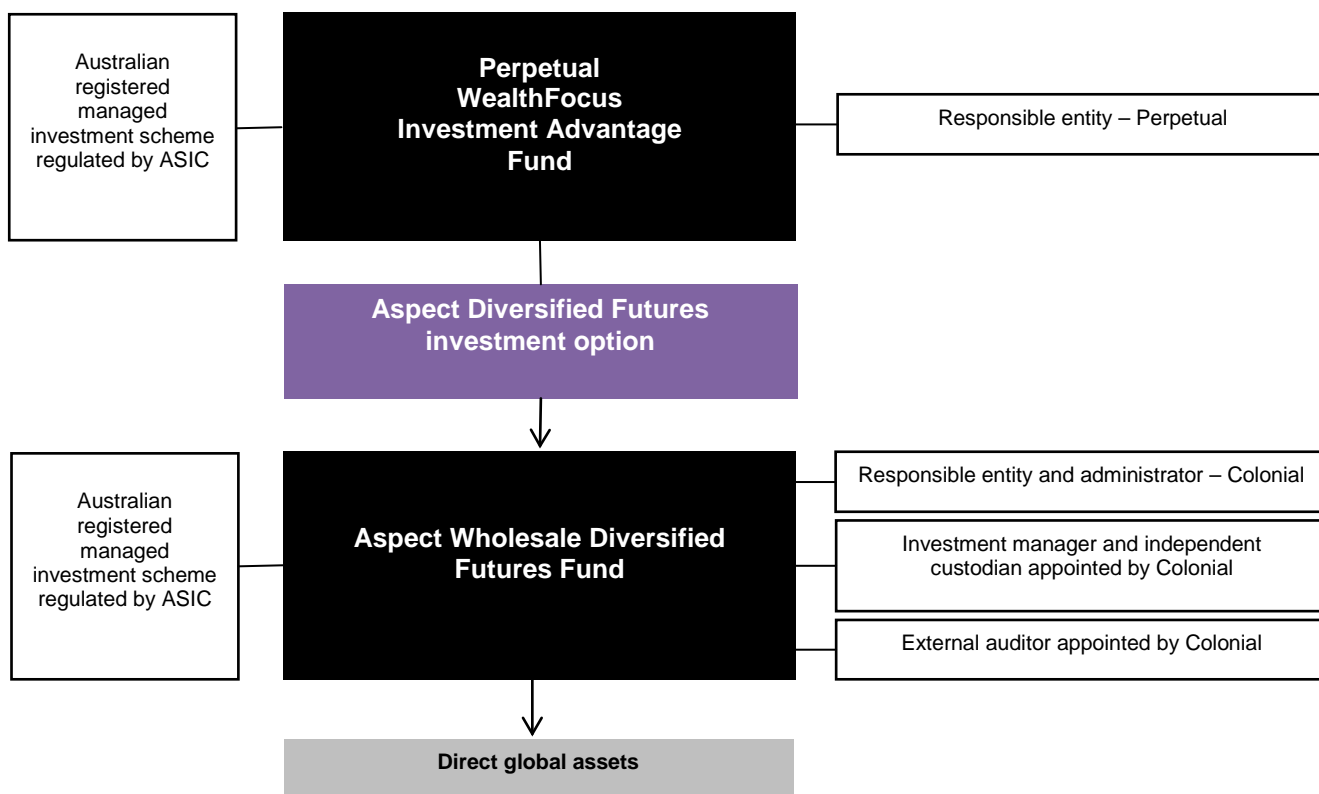 Australian
registered
managed
investment scheme
regulated by ASIC
Perpetual
WealthFocus
Investment Advantage
Fund
Responsible entity – Perpetual
Aspect Diversified Futures
investment option
Australian
registered
managed
investment scheme
regulated by ASIC
Aspect Wholesale Diversified
Futures Fund
Responsible entity and administrator – Colonial
Investment manager and independent
custodian appointed by Colonial
External auditor appointed by Colonial
Direct global assets